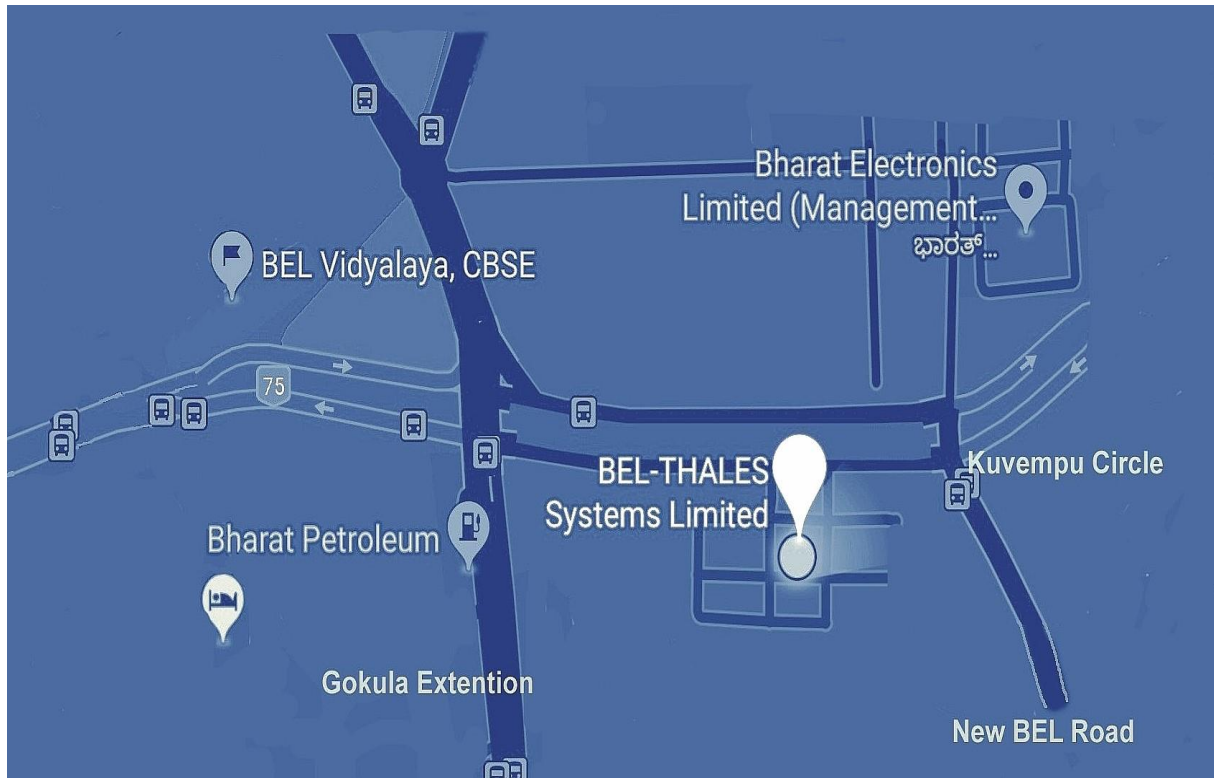 Bharat Electronics
Limited (Management...
ಭಾರತ್...
BEL Vidyalaya, CBSE
75
Kuvempu Circle
BEL-THALES
Systems Limited
Bharat Petroleum
Gokula Extention
New BEL Road